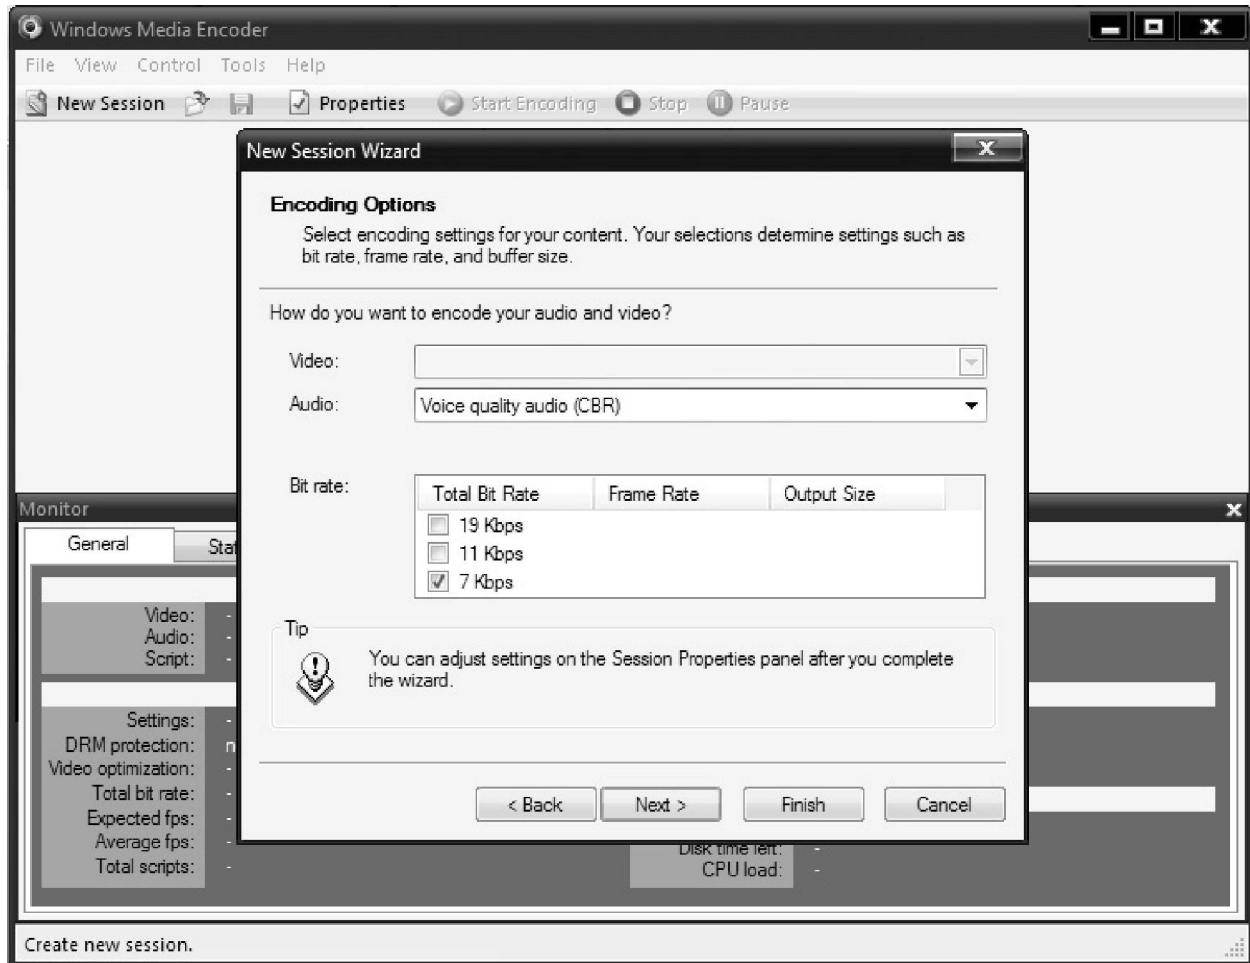 Windows Media Encoder
File View Control Tools Help
New Session Properties Start Encoding Stop Pause
New Session Wizard
Encoding Options
Select encoding settings for your content. Your selections determine settings such as
bit rate, frame rate, and buffer size.
How do you want to encode your audio and video?
Video:
Audio: Voice quality audio (CBR)
Bit rate: Total Bit Rate Frame Rate Output Size
19 Kbps
11 Kbps
7 Kbps
Tip
You can adjust settings on the Session Properties panel after you complete
the wizard.
< Back Next > Finish Cancel
Monitor
General
Video: -
Audio: -
Script: -
Settings: -
DRM protection:
Video optimization: -
Total bit rate: -
Expected fps: -
Average fps: -
Total scripts: -
Disk time left: -
CPU load: -
Create new session.